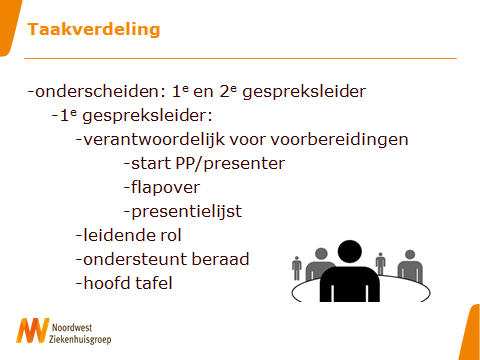 Taakverdeling
-onderscheiden: 1e en 2e gespreksleider
-1e gespreksleider:
-verantwoordelijk voor voorbereidingen
-start PP/presenter
-flapover
-presentielijst
-leidende rol
-ondersteunt beraad
-hoofd tafel
Noordwest
Ziekenhuisgroep